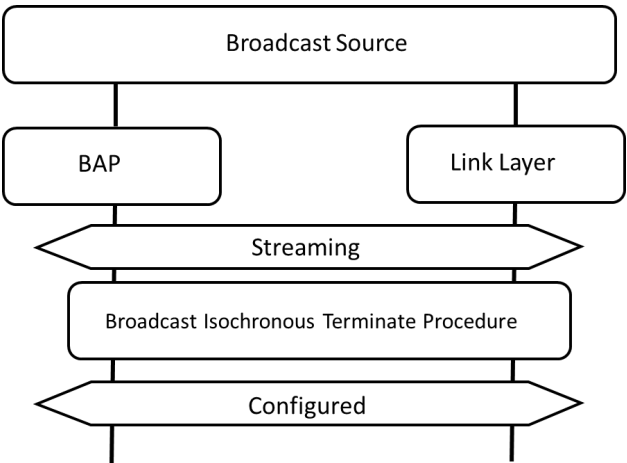 Broadcast Source
BAP
Link Layer
Streaming
Broadcast Isochronous Terminate Procedure
Configured